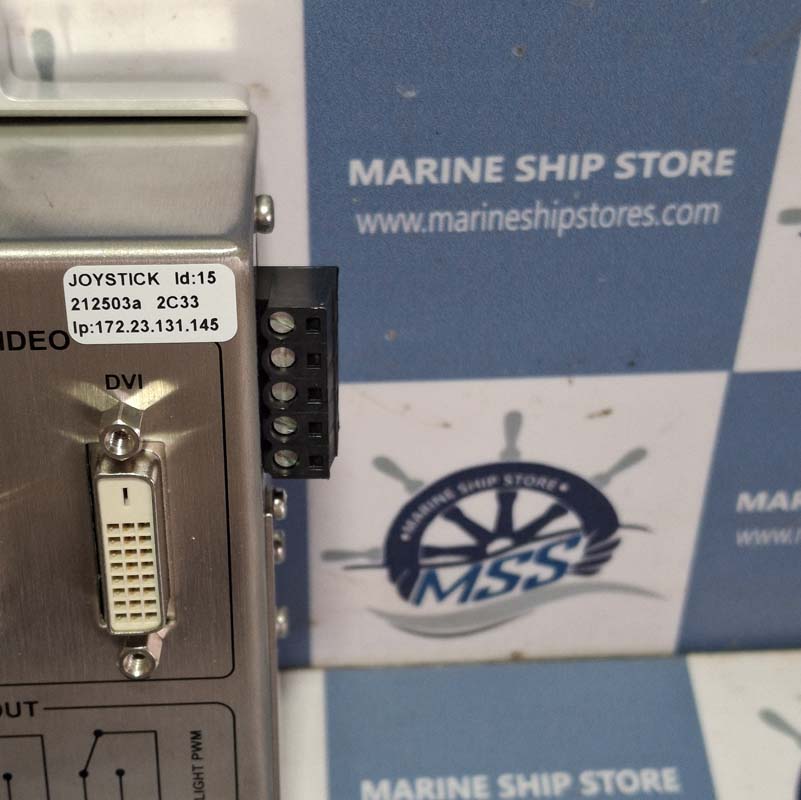 MARINE SHIP STORE
www.marineshipstores.com
JOYSTICK Id:15
212503a 2C33
Ip:172.23.131.145
IDEO
DVI
MARINE SHIP STORE
MSS
MAR
www.m
OUT
LIGHT PWM
MARINE SHIP STORE